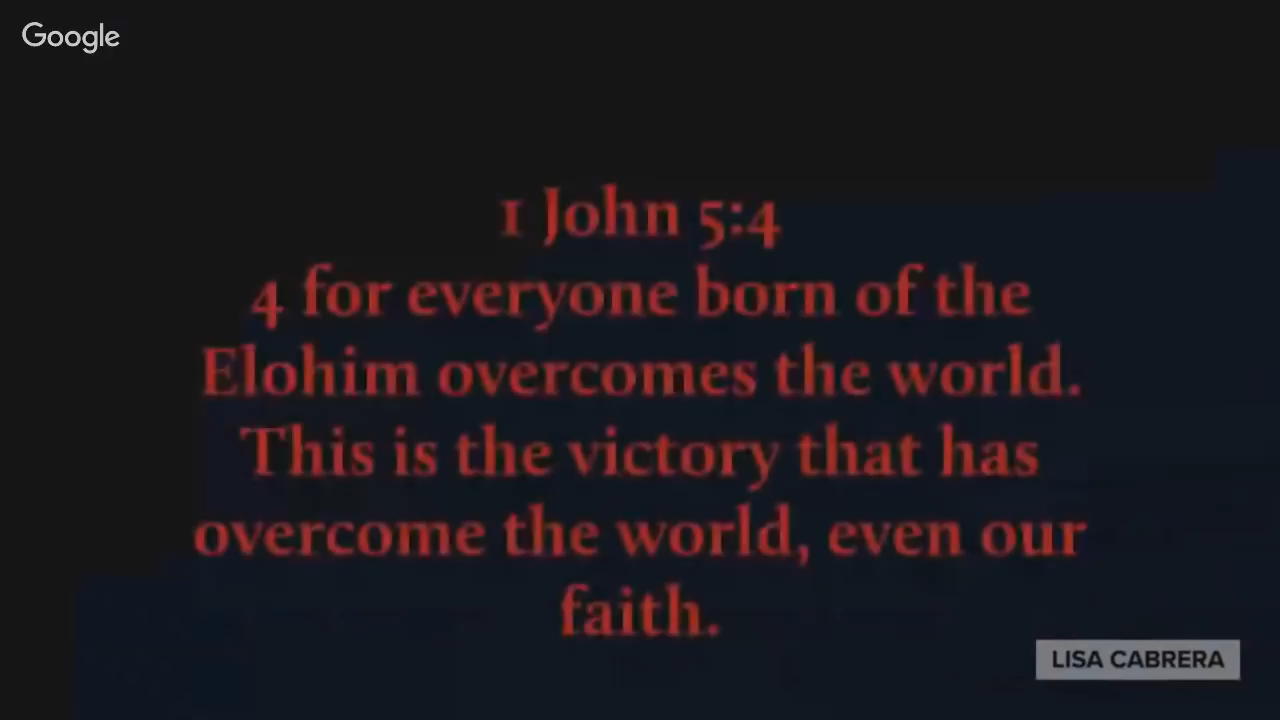 Google
1 John 5:4
4 for everyone born of the
Elohim overcomes the world.
This is the victory that has
overcome the world, even our
faith.
LISA CABRERA